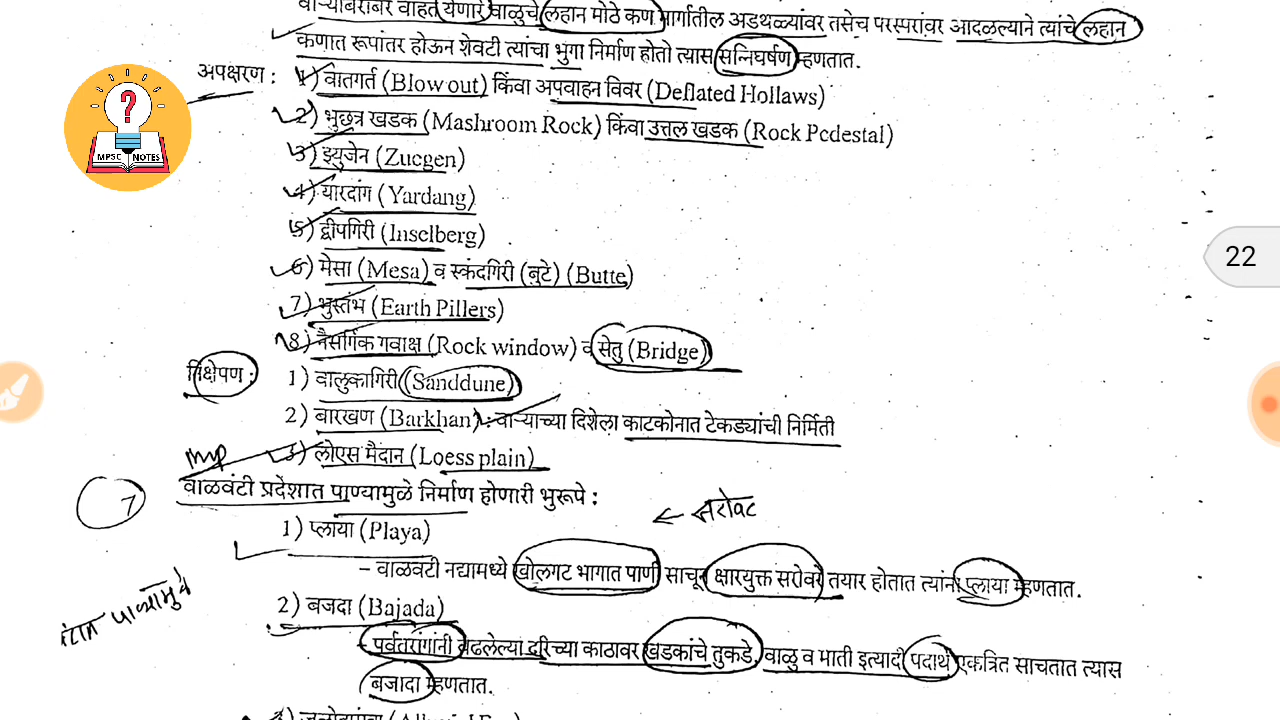 वाऱ्याबरोबर वाहत येणारे वाळुचे लहान मोठे कण मार्गातील अडथळ्यांवर तसेच परस्परांवर आदळल्याने त्यांचे लहान
कणात रूपांतर होऊन शेवटी त्यांचा भुगा निर्माण होतो त्यास सन्निघर्षण म्हणतात.
अपक्षरण :
1) वातगर्त (Blow out) किंवा अपवाहन विवर (Deflated Hollaws)
2) भुछत्र खडक (Mashroom Rock) किंवा उत्तल खडक (Rock Pedestal)
3) झ्युजेन (Zuegen)
4) यारदांग (Yardang)
5) द्वीपगिरी (Inselberg)
6) मेसा (Mesa) व स्कंदगिरी (बुटे) (Butte)
7) भुस्तंभ (Earth Pillers)
8) नैसर्गिक गवाक्ष (Rock window) व सेतु (Bridge)
निक्षेपण :
1) वालुकागिरी (Sanddune)
2) बारखण (Barkhan) : वाऱ्याच्या दिशेला काटकोनात टेकड्यांची निर्मिती
3) लोएस मैदान (Loess plain)
Imp
वाळवंटी प्रदेशात पाण्यामुळे निर्माण होणारी भुरूपे :
7
1) प्लाया (Playa)
← सरोवर
– वाळवटी नद्यामध्ये खोलगट भागात पाणी साचून क्षारयुक्त सरोवरे तयार होतात त्यांना प्लाया म्हणतात.
2) बजदा (Bajada)
पाण्यामुळे
- पर्वतरांगांनी वेढलेल्या दरिच्या काठावर खडकांचे तुकडे, वाळु व माती इत्यादी पदार्थ एकत्रित साचतात त्यास
बजादा म्हणतात.
MPSC NOTES
22